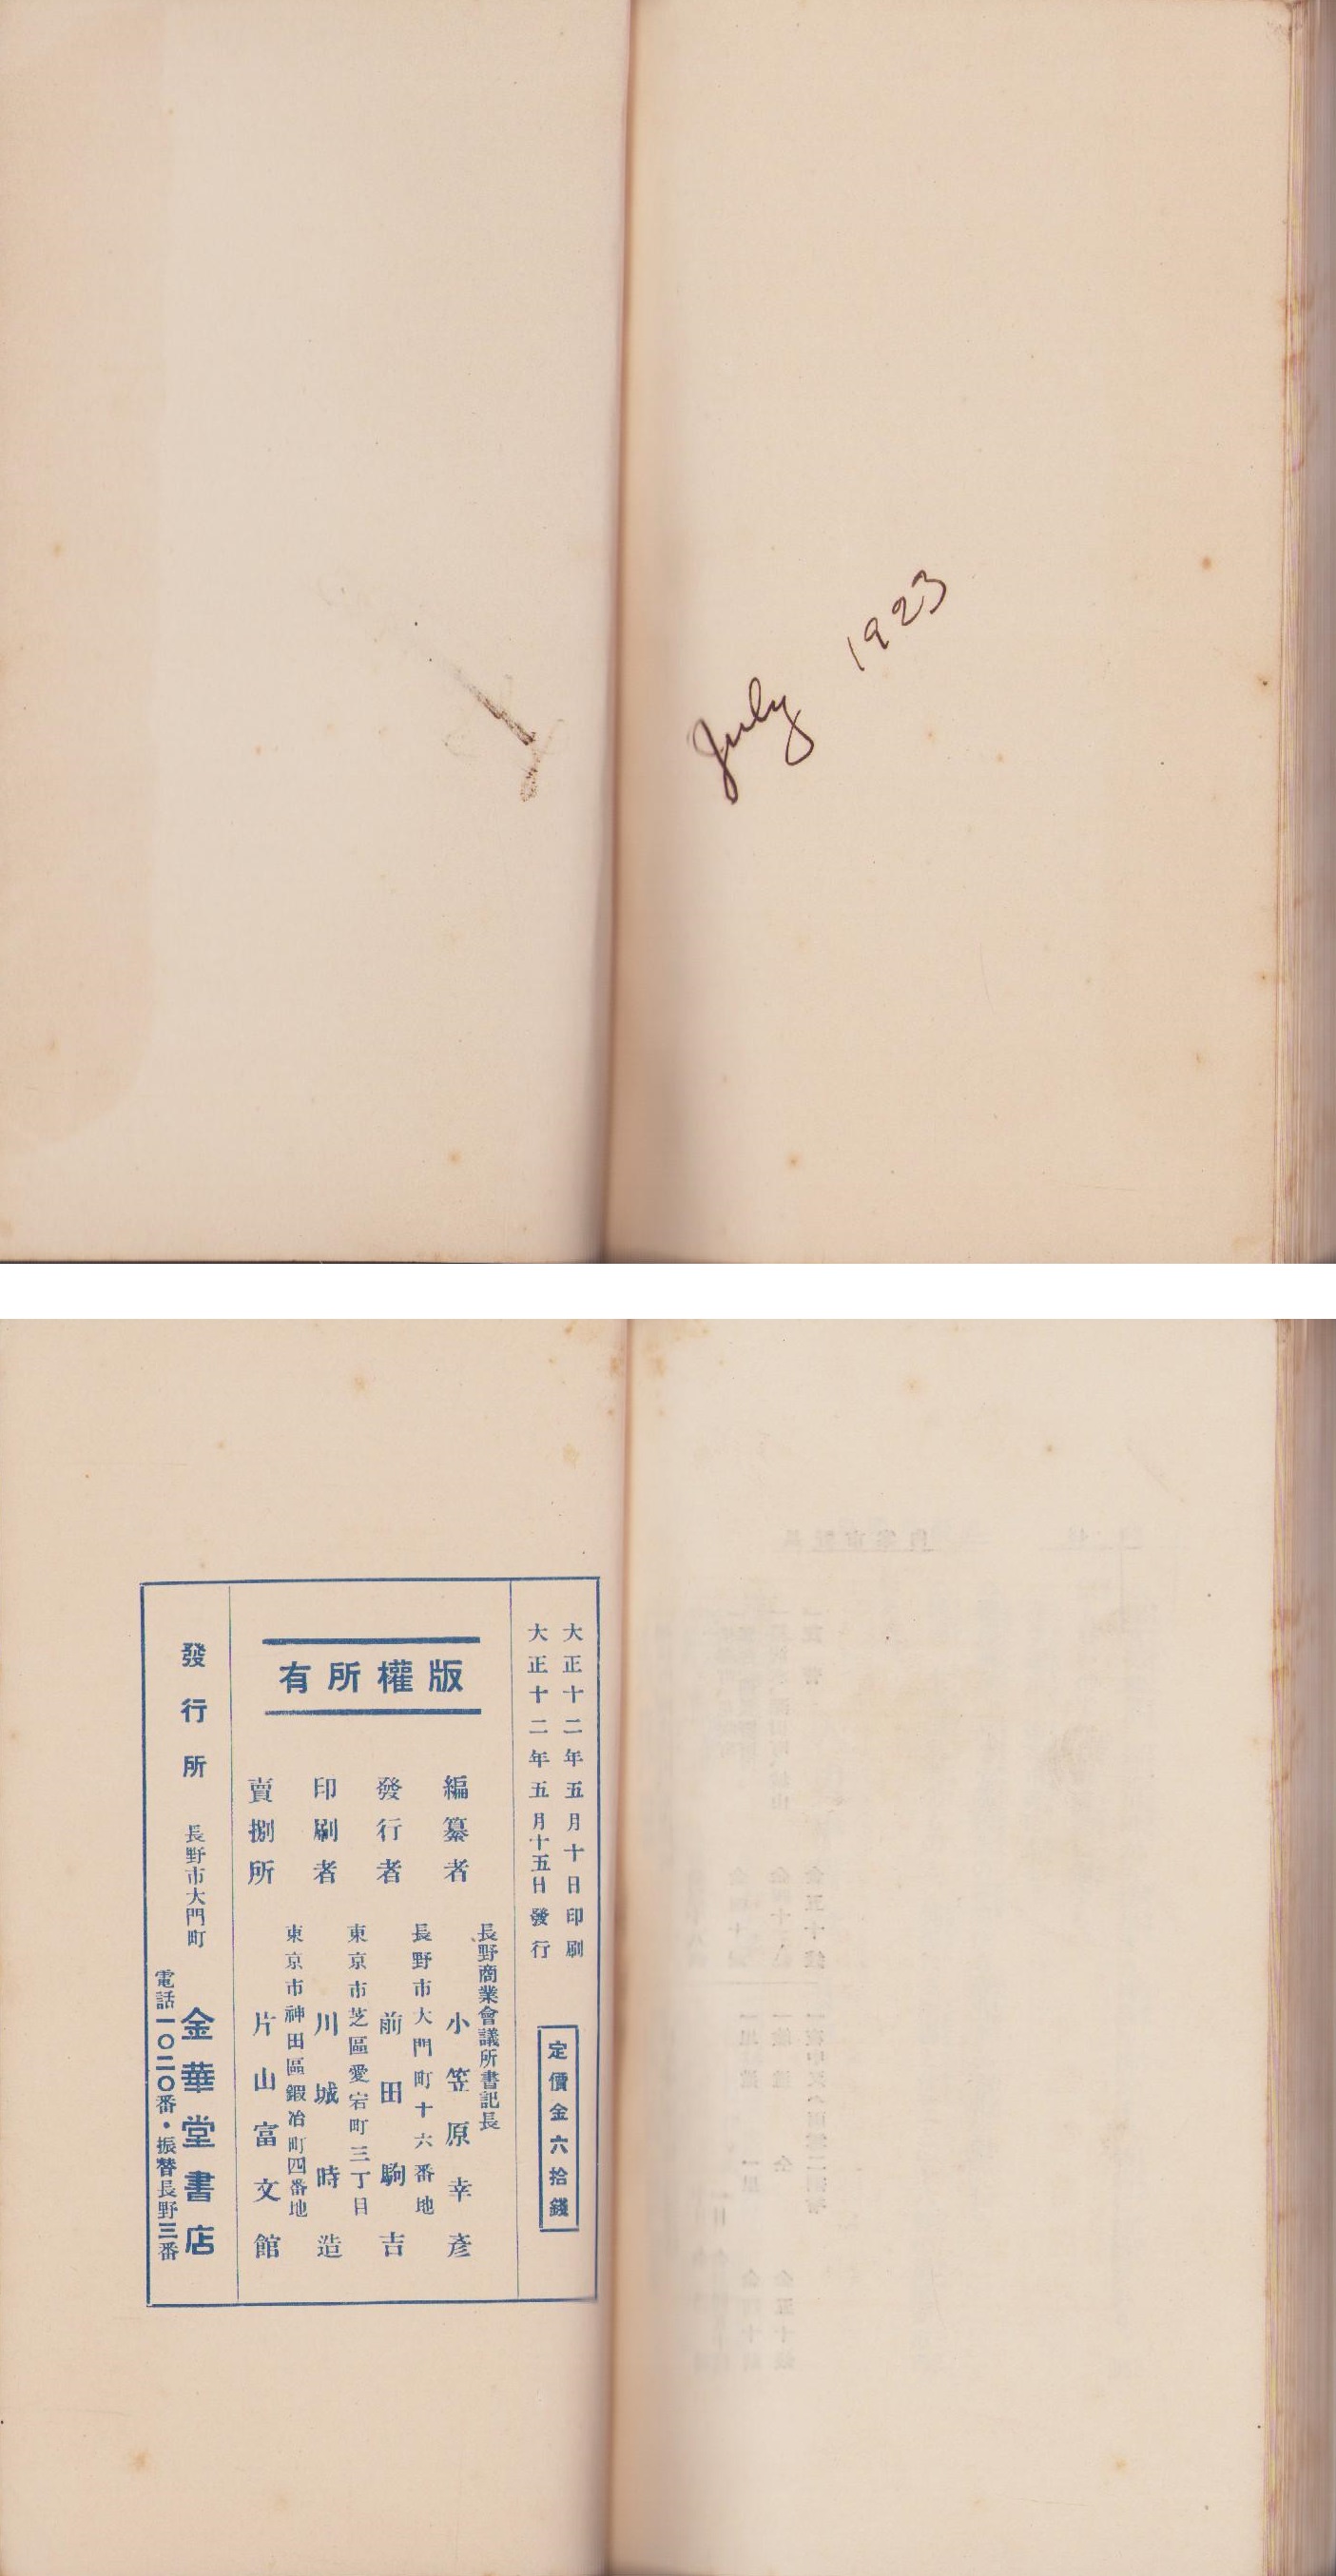 July 1923
大正十二年五月十日印刷
大正十二年五月十五日發行
定價金六拾錢
有所權版
編纂者
長野商業會議所書記長
小笠原幸彥
發行者
長野市大門町十六番地
前田駒吉
印刷者
東京市芝區愛宕町三丁目
川城時造
賣捌所
東京市神田區鍛冶町四番地
片山富文館
發行所
長野市大門町
金華堂書店
電話一〇二〇番・振替長野三番